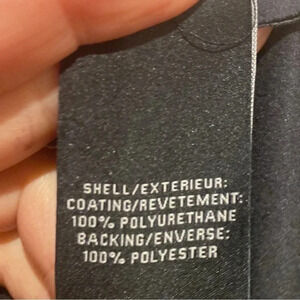 SHELL/EXTERIEUR:
COATING/REVETEMENT:
100% POLYURETHANE
BACKING/ENVERSE:
100% POLYESTER